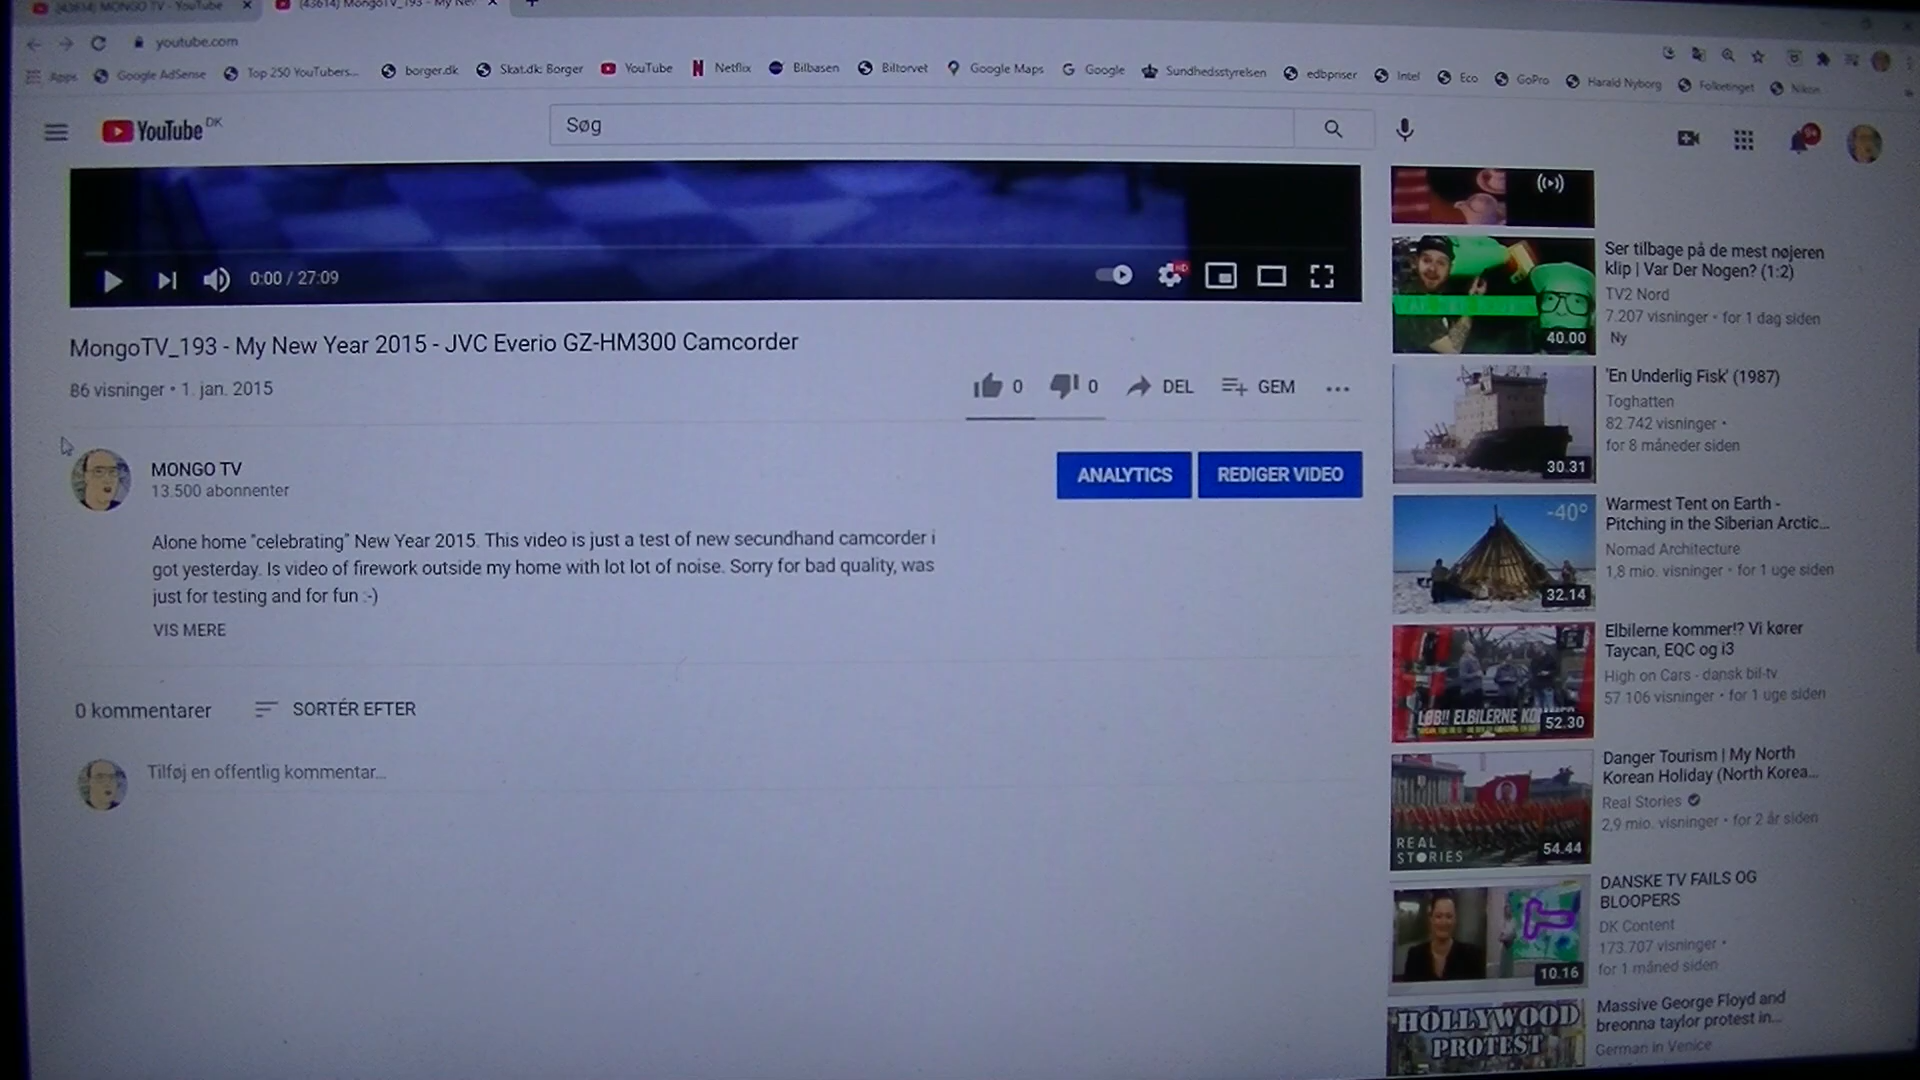 (43614) MONGO TV - YouTube
(43614) MongoTV_193 - My Ne
youtube.com
Apps
Google AdSense
Top 250 YouTubers...
borger.dk
Skat.dk: Borger
YouTube
Netflix
Bilbasen
Biltorvet
Google Maps
Google
Sundhedsstyrelsen
edbpriser
Intel
Eco
GoPro
Harald Nyborg
Folketinget
Nikon
YouTube DK
Søg
9+
0:00 / 27:09
HD
MongoTV_193 - My New Year 2015 - JVC Everio GZ-HM300 Camcorder
86 visninger • 1. jan. 2015
0
0
DEL
GEM
MONGO TV
13.500 abonnenter
ANALYTICS
REDIGER VIDEO
Alone home "celebrating" New Year 2015. This video is just a test of new secundhand camcorder i
got yesterday. Is video of firework outside my home with lot lot of noise. Sorry for bad quality, was
just for testing and for fun :-)
VIS MERE
0 kommentarer
SORTÉR EFTER
Tilføj en offentlig kommentar...
40.00
Ser tilbage på de mest nøjeren
klip | Var Der Nogen? (1:2)
TV2 Nord
7.207 visninger • for 1 dag siden
Ny
30.31
'En Underlig Fisk' (1987)
Toghatten
82.742 visninger •
for 8 måneder siden
-40°
32.14
Warmest Tent on Earth -
Pitching in the Siberian Arctic...
Nomad Architecture
1,8 mio. visninger • for 1 uge siden
LØB!! ELBILERNE
52.30
Elbilerne kommer!? Vi kører
Taycan, EQC og i3
High on Cars - dansk bil-tv
57.106 visninger • for 1 uge siden
REAL
STORIES
54.44
Danger Tourism | My North
Korean Holiday (North Korea...
Real Stories
2,9 mio. visninger • for 2 år siden
10.16
DANSKE TV FAILS OG
BLOOPERS
DK Content
173.707 visninger •
for 1 måned siden
HOLLYWOOD
PROTEST
Massive George Floyd and
breonna taylor protest in...
German in Venice